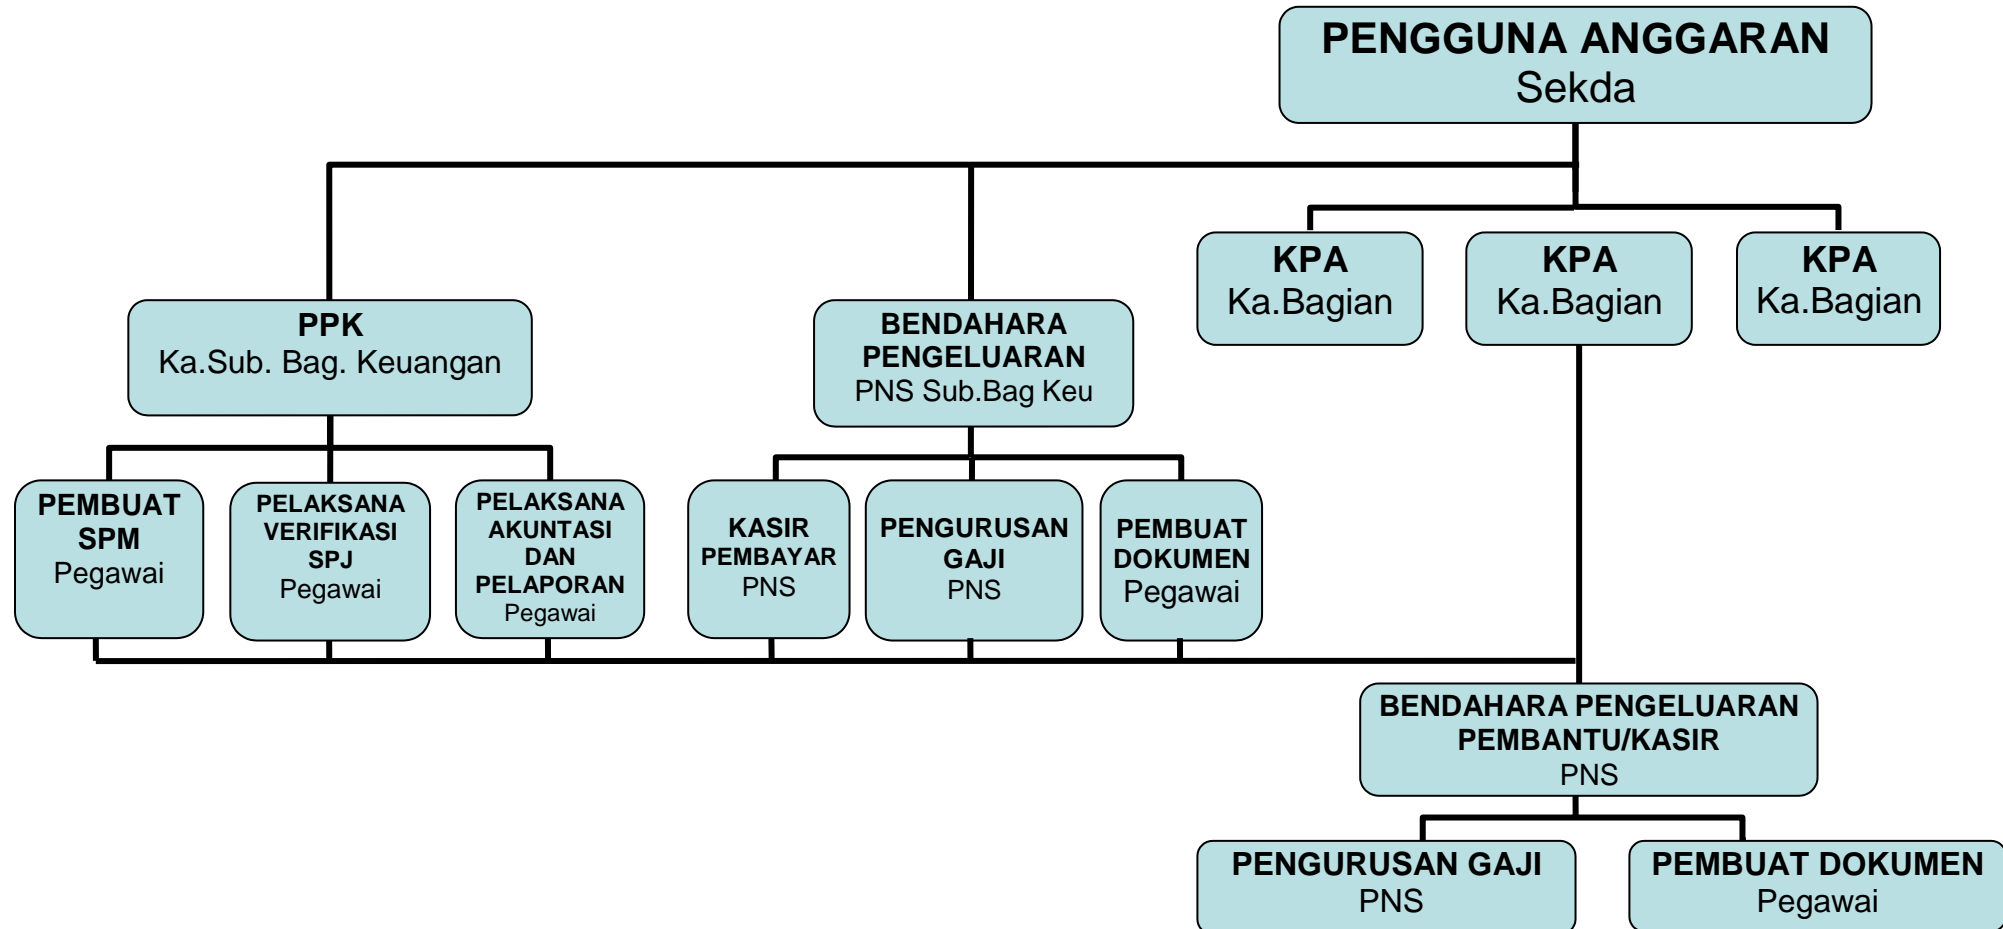 PENGGUNA ANGGARAN
Sekda
KPA
Ka.Bagian
KPA
Ka.Bagian
KPA
Ka.Bagian
PPK
Ka.Sub. Bag. Keuangan
BENDAHARA
PENGELUARAN
PNS Sub.Bag Keu
PEMBUAT
SPM
Pegawai
PELAKSANA
VERIFIKASI
SPJ
Pegawai
PELAKSANA
AKUNTASI
DAN
PELAPORAN
Pegawai
KASIR
PEMBAYAR
PNS
PENGURUSAN
GAJI
PNS
PEMBUAT
DOKUMEN
Pegawai
BENDAHARA PENGELUARAN
PEMBANTU/KASIR
PNS
PENGURUSAN GAJI
PNS
PEMBUAT DOKUMEN
Pegawai